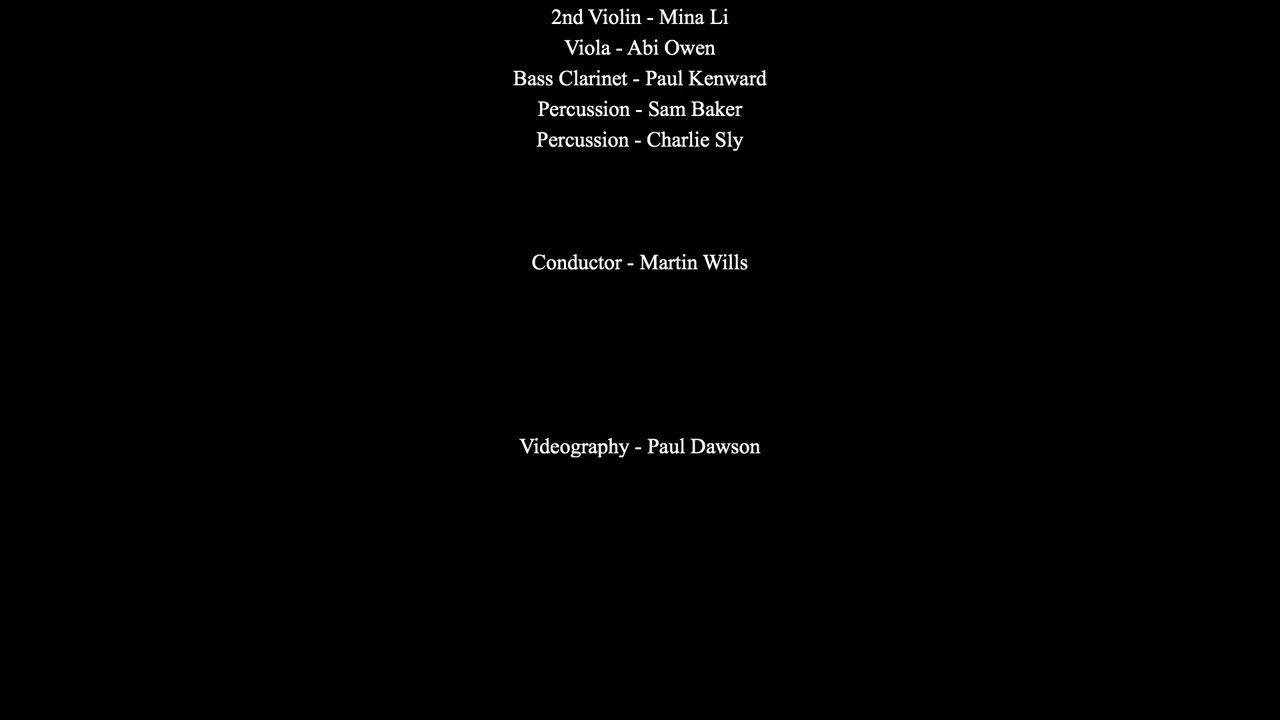 2nd Violin - Mina Li
Viola - Abi Owen
Bass Clarinet - Paul Kenward
Percussion - Sam Baker
Percussion - Charlie Sly
Conductor - Martin Wills
Videography - Paul Dawson